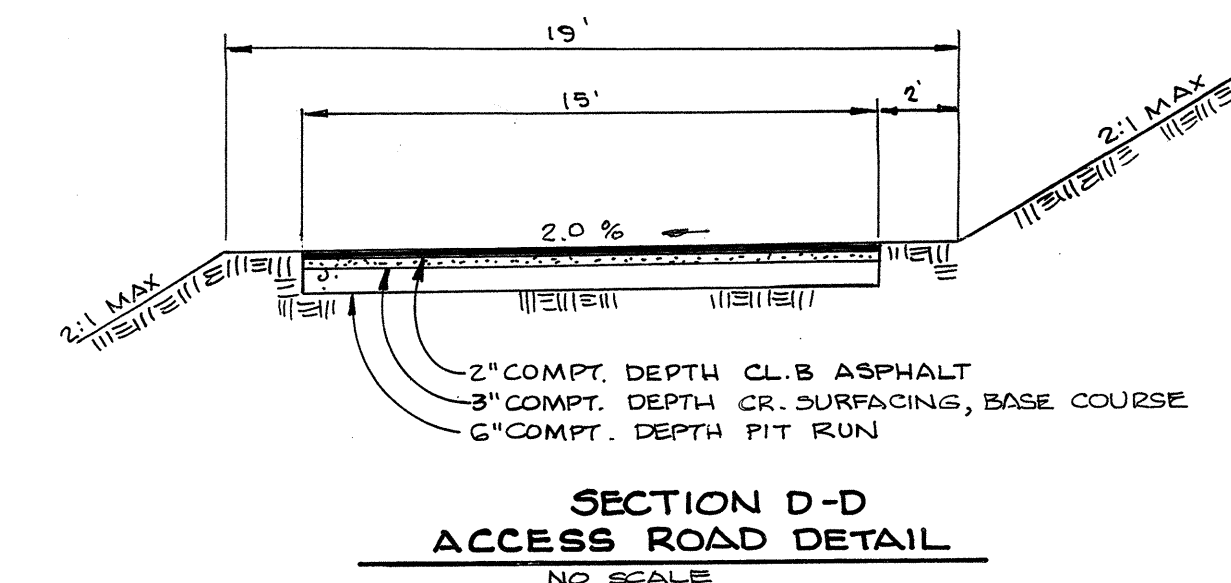 19'
15'
2'
2:1 MAX
2.0 %
2:1 MAX
2" COMPT. DEPTH CL.B ASPHALT
3" COMPT. DEPTH CR. SURFACING, BASE COURSE
6" COMPT. DEPTH PIT RUN
SECTION D-D
ACCESS ROAD DETAIL
NO SCALE